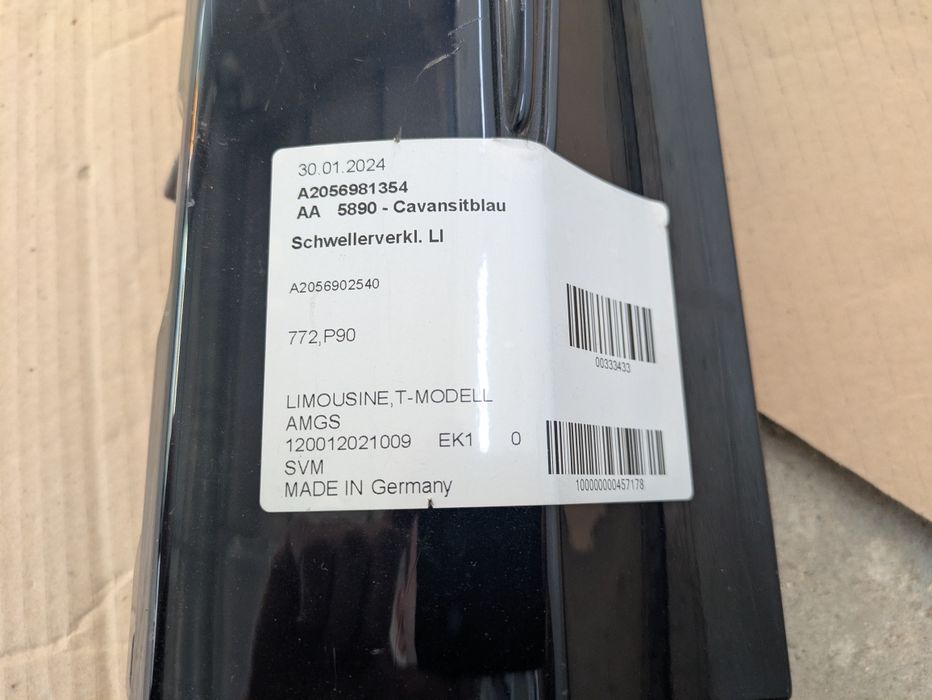 30.01.2024
A2056981354
AA 5890 - Cavansitblau
Schwellerverkl. LI
A2056902540
772,P90
00333433
LIMOUSINE,T-MODELL
AMGS
120012021009 EK1 0
SVM
MADE IN Germany
100000000457178